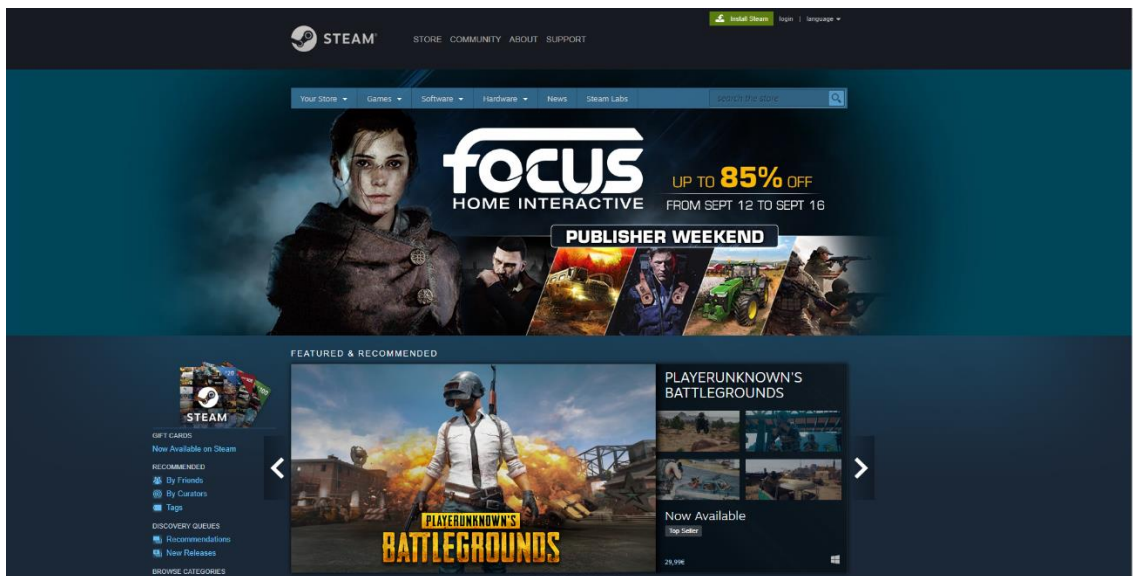 Install Steam login | language
STEAM® STORE COMMUNITY ABOUT SUPPORT
Your Store Games Software Hardware News Steam Labs search the store
focus
HOME INTERACTIVE
UP TO 85% OFF
FROM SEPT 12 TO SEPT 16
PUBLISHER WEEKEND
FEATURED & RECOMMENDED
STEAM
GIFT CARDS
Now Available on Steam
RECOMMENDED
By Friends
By Curators
Tags
DISCOVERY QUEUES
Recommendations
New Releases
BROWSE CATEGORIES
PLAYERUNKNOWN'S
BATTLEGROUNDS
PLAYERUNKNOWN'S
BATTLEGROUNDS
Now Available
Top Seller
29,99€